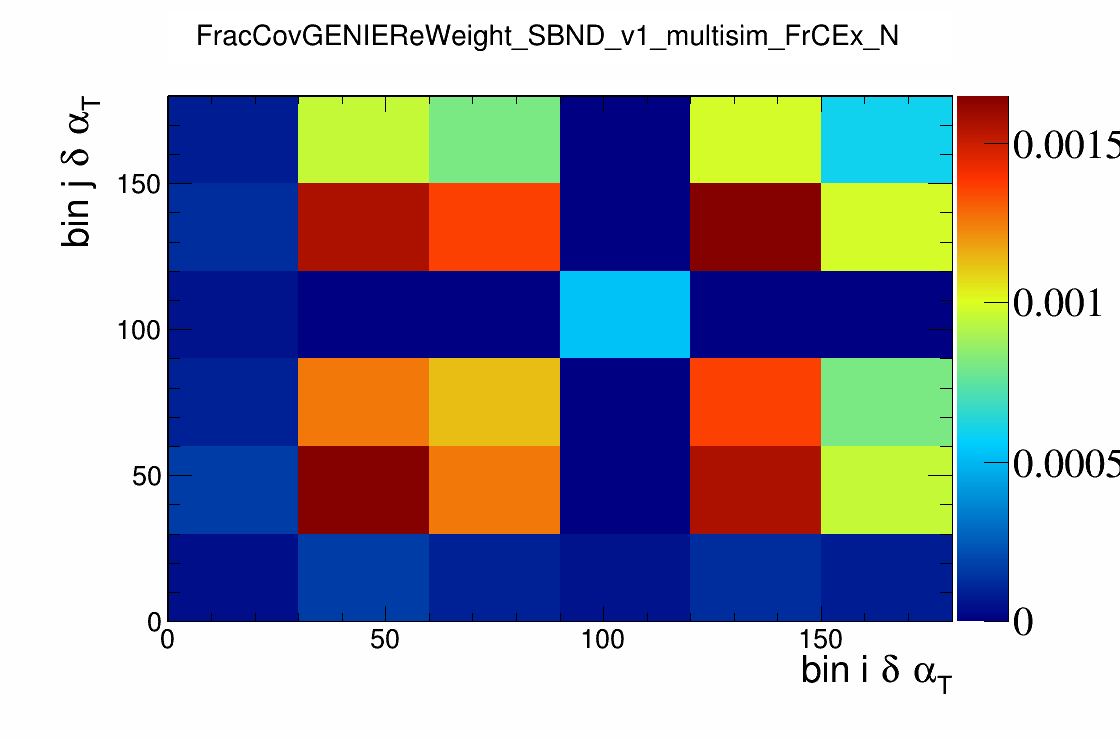 FracCovGENIEReWeight_SBND_v1_multisim_FrCEx_N
bin j δ α_T
150
100
50
0
0 50 100 150
bin i δ α_T
0.0015
0.001
0.0005
0